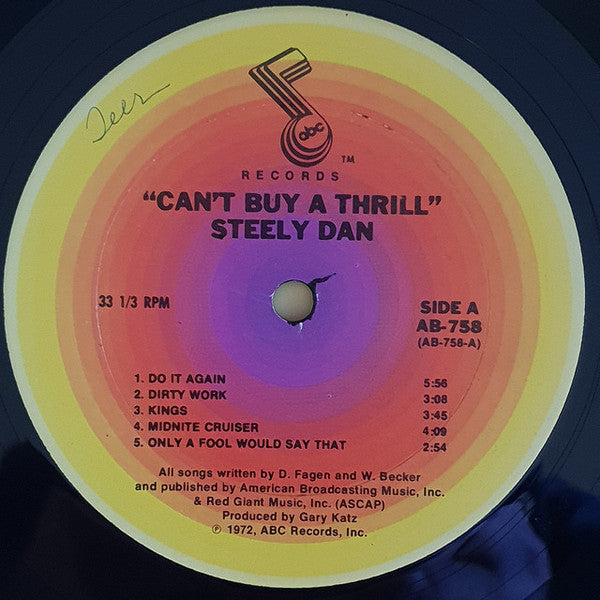 abc
TM
RECORDS
"CAN'T BUY A THRILL"
STEELY DAN
33 1/3 RPM
SIDE A
AB-758
(AB-758-A)
1. DO IT AGAIN 5:56
2. DIRTY WORK 3:08
3. KINGS 3:45
4. MIDNITE CRUISER 4:09
5. ONLY A FOOL WOULD SAY THAT 2:54
All songs written by D. Fagen and W. Becker
and published by American Broadcasting Music, Inc.
& Red Giant Music, Inc. (ASCAP)
Produced by Gary Katz
℗ 1972, ABC Records, Inc.